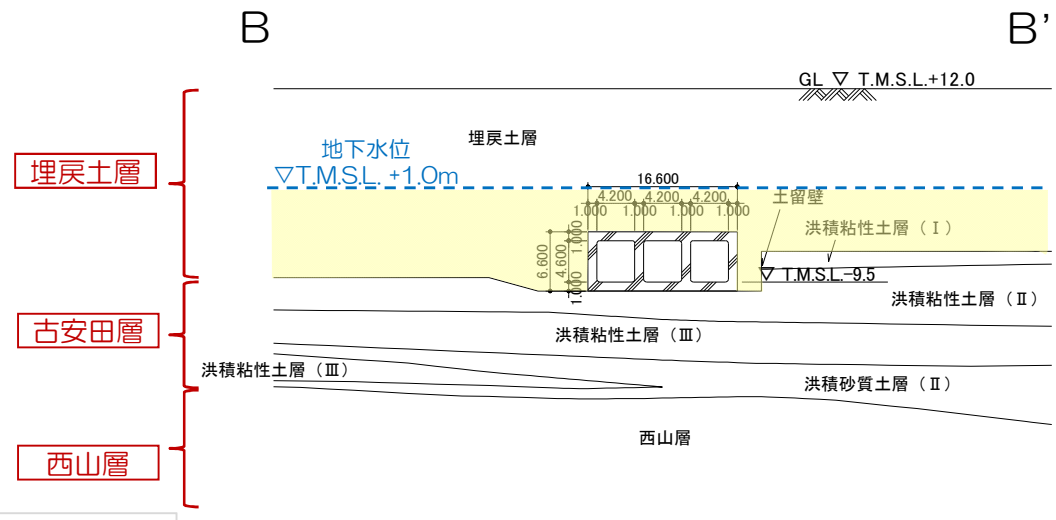 B
B'
GL ▽ T.M.S.L.+12.0
埋戻土層
埋戻土層
地下水位
▽T.M.S.L. +1.0m
16.600
4.200 4.200 4.200
1.000 1.000 1.000 1.000
土留壁
洪積粘性土層（Ⅰ）
6.600
1.000
4.600
1.000
▽ T.M.S.L.-9.5
洪積粘性土層（Ⅱ）
古安田層
洪積粘性土層（Ⅲ）
洪積粘性土層（Ⅲ）
洪積砂質土層（Ⅱ）
西山層
西山層